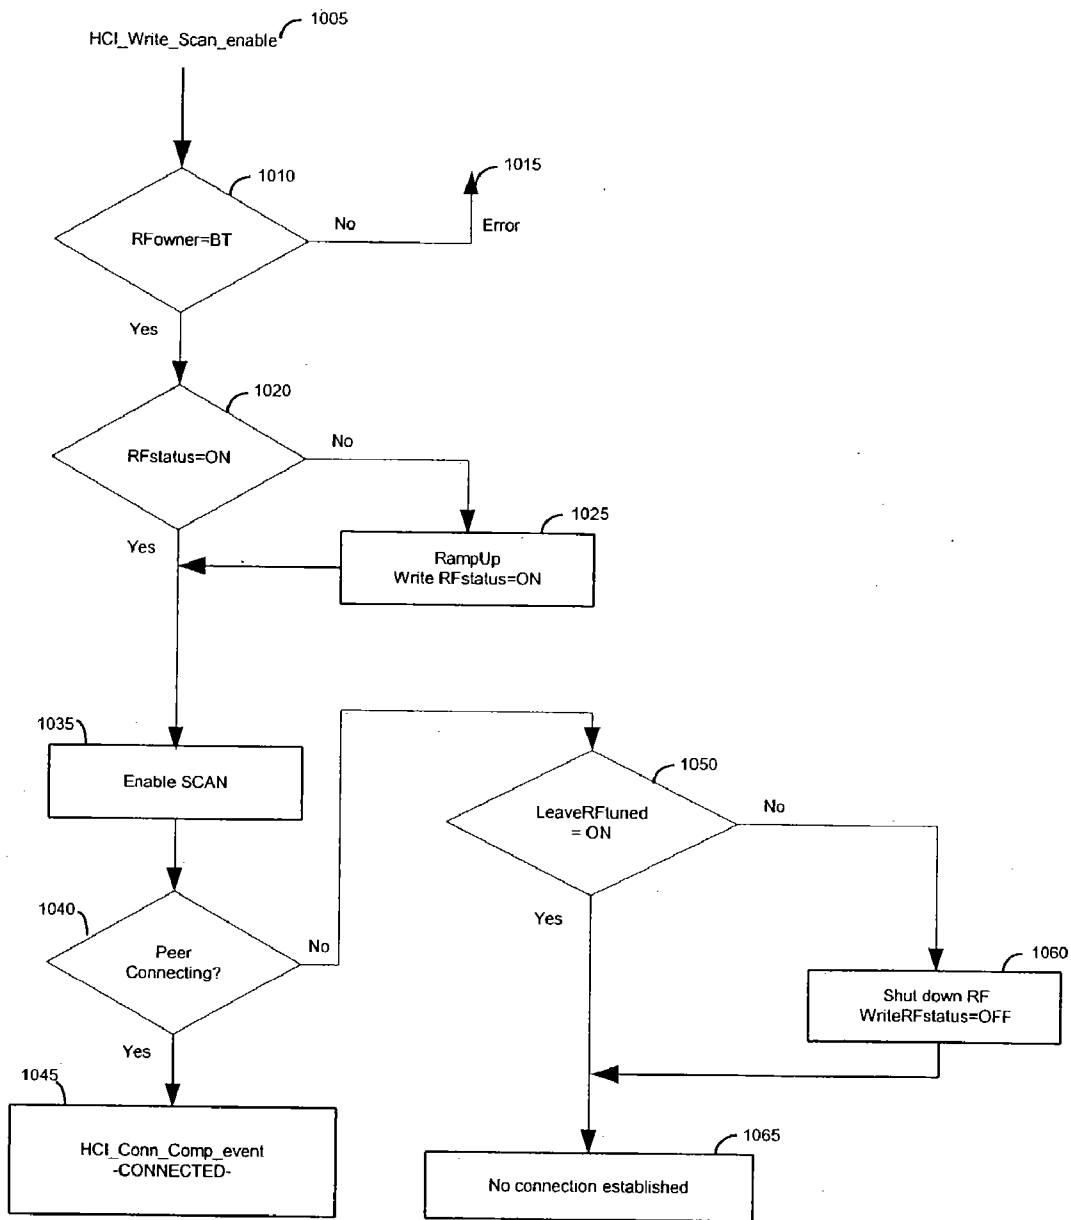 1005
HCI_Write_Scan_enable
1010
RFowner=BT
No
1015
Error
Yes
1020
RFstatus=ON
No
1025
RampUp
Write RFstatus=ON
Yes
1035
Enable SCAN
1050
LeaveRFtuned
= ON
No
1040
Peer
Connecting?
No
Yes
1060
Shut down RF
WriteRFstatus=OFF
Yes
1045
HCI_Conn_Comp_event
-CONNECTED-
1065
No connection established